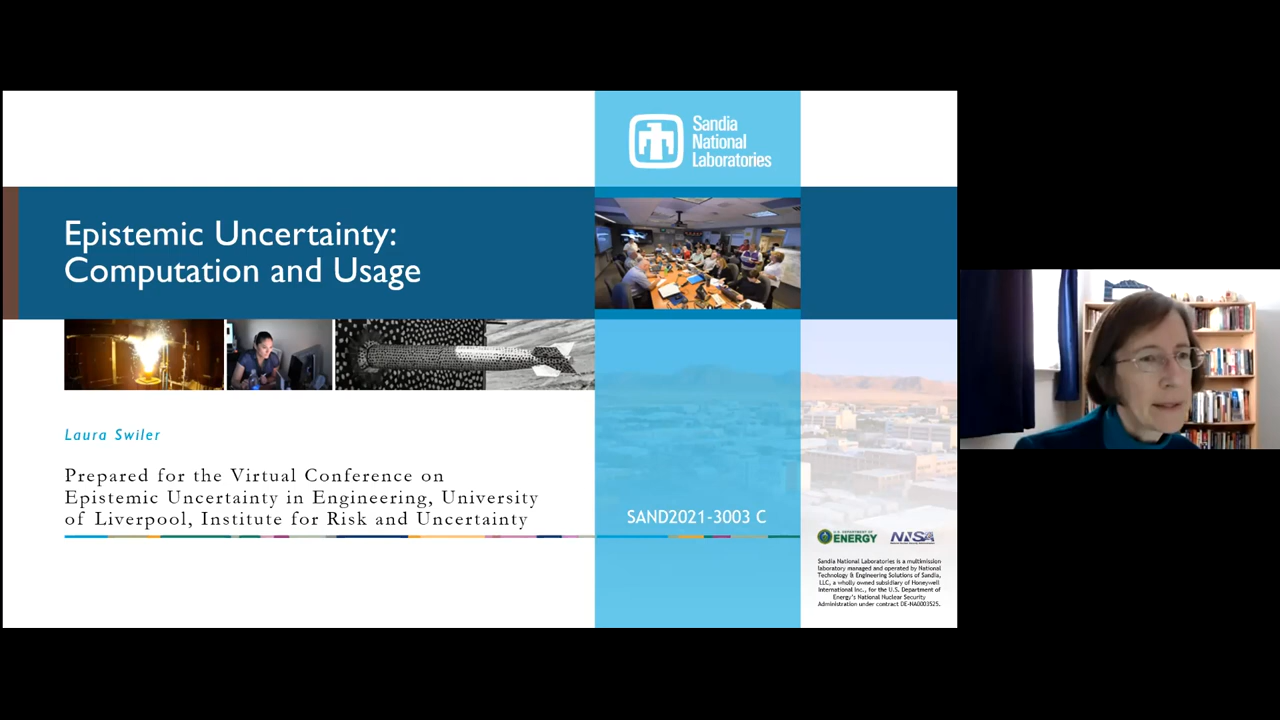 Sandia
National
Laboratories
Epistemic Uncertainty:
Computation and Usage
Laura Swiler
Prepared for the Virtual Conference on
Epistemic Uncertainty in Engineering, University
of Liverpool, Institute for Risk and Uncertainty
SAND2021-3003 C
U.S. DEPARTMENT OF
ENERGY
NNSA
Sandia National Laboratories is a multimission
laboratory managed and operated by National
Technology & Engineering Solutions of Sandia,
LLC, a wholly owned subsidiary of Honeywell
International Inc., for the U.S. Department of
Energy's National Nuclear Security
Administration under contract DE-NA0003525.